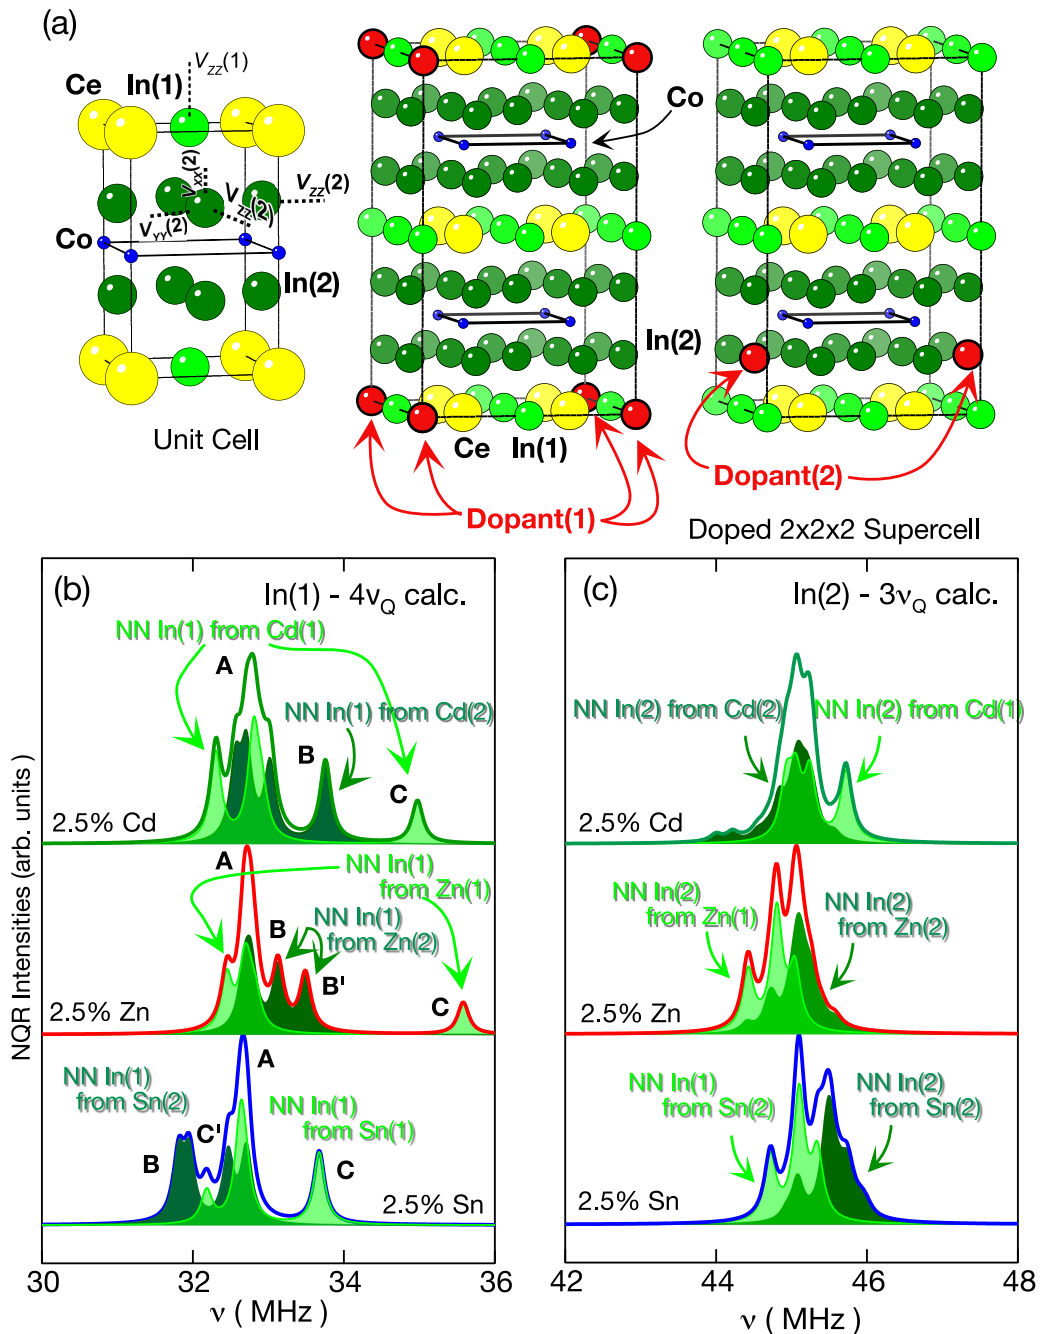 (a)
V_ZZ(1)
Ce In(1)
V_XX(2)
V_ZZ(2)
V_ZZ(2)
V_YY(2)
Co
In(2)
Unit Cell
Co
In(2)
Ce In(1)
Dopant(1)
Dopant(2)
Doped 2x2x2 Supercell
(b)
In(1) - 4ν_Q calc.
NN In(1) from Cd(1)
A
NN In(1) from Cd(2)
B
C
2.5% Cd
A
NN In(1)
from Zn(1)
NN In(1)
from Zn(2)
B
B'
C
2.5% Zn
A
NN In(1)
from Sn(2)
C'
B
NN In(1)
from Sn(1)
C
2.5% Sn
NQR Intensities (arb. units)
30 32 34 36
ν ( MHz )
(c)
In(2) - 3ν_Q calc.
NN In(2) from Cd(2)
NN In(2) from Cd(1)
2.5% Cd
NN In(2)
from Zn(1)
NN In(2)
from Zn(2)
2.5% Zn
NN In(1)
from Sn(2)
NN In(2)
from Sn(2)
2.5% Sn
42 44 46 48
ν ( MHz )